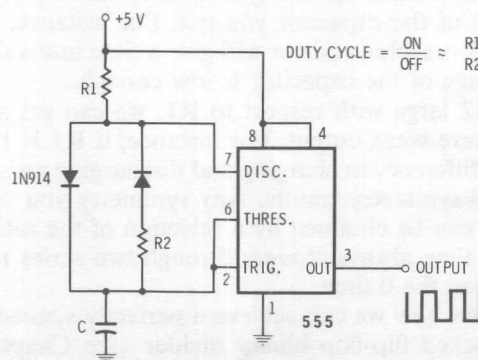 +5 V
DUTY CYCLE = ON/OFF ≈ R1/R2
R1
8
4
7
DISC.
1N914
6
THRES.
R2
3
TRIG.
OUT
OUTPUT
2
C
1
555